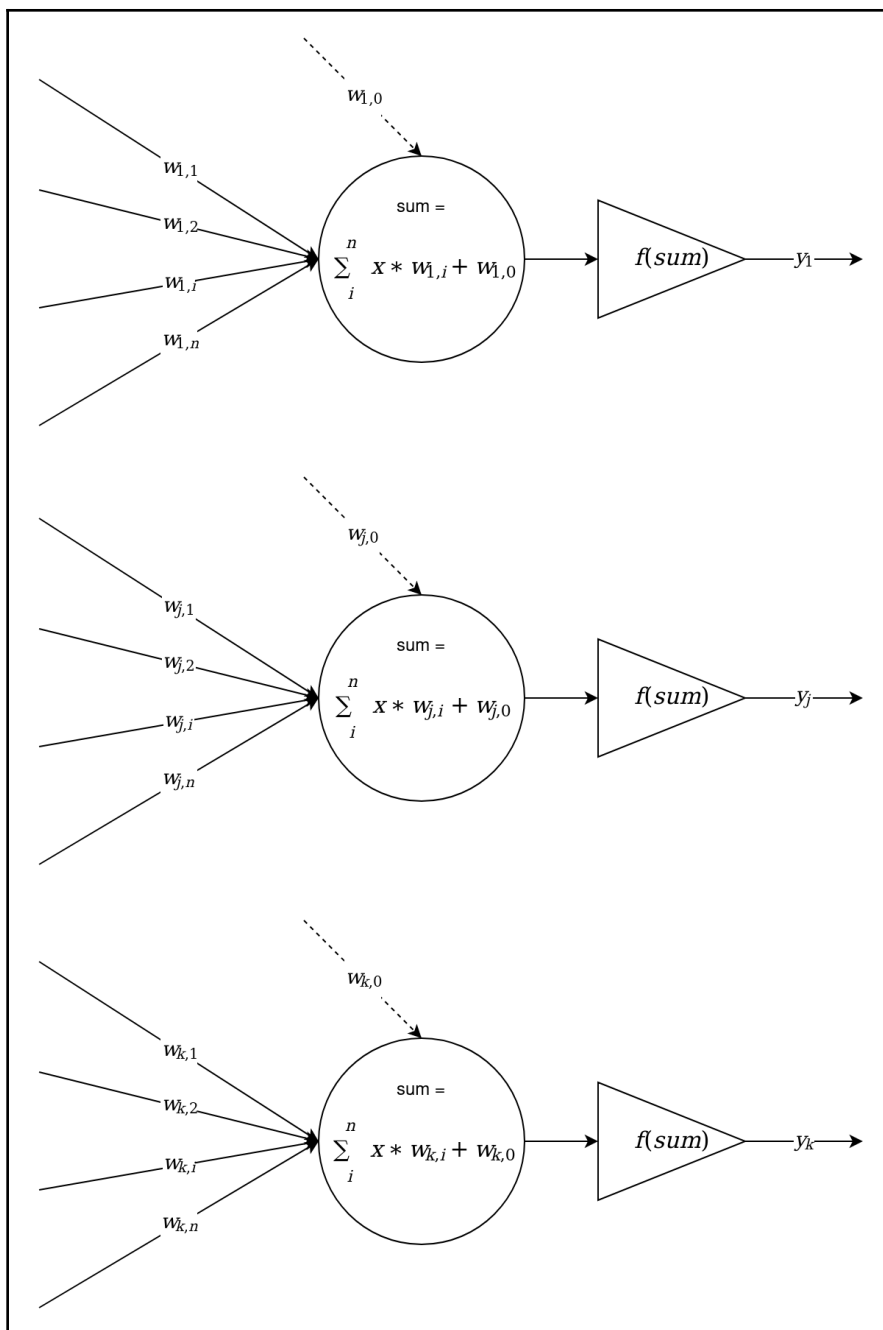 w1,0
w1,1
sum =
w1,2
n
∑ x * w1,i + w1,0
i
f(sum)
y1
w1,i
w1,n
wj,0
wj,1
sum =
wj,2
n
∑ x * wj,i + wj,0
i
f(sum)
yj
wj,i
wj,n
wk,0
wk,1
sum =
wk,2
n
∑ x * wk,i + wk,0
i
f(sum)
yk
wk,i
wk,n